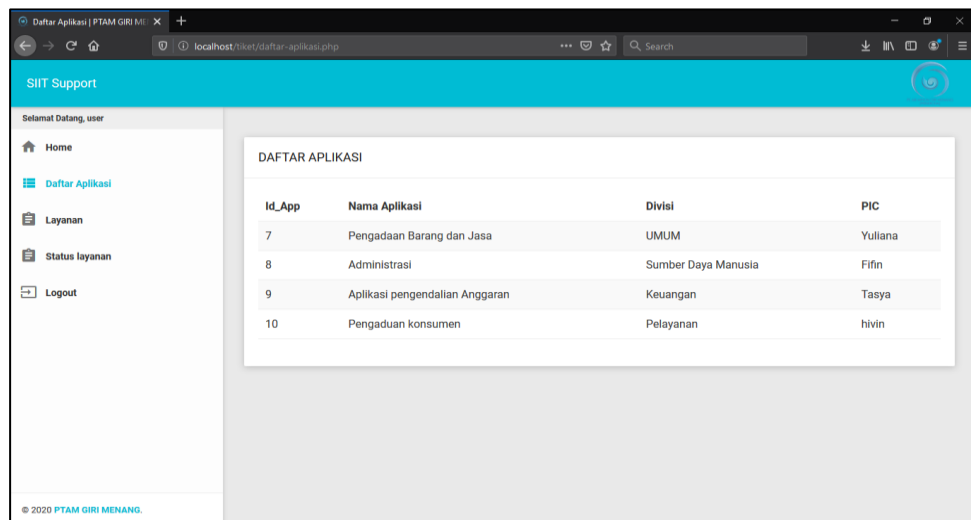 Daftar Aplikasi | PTAM GIRI ME
localhost/tiket/daftar-aplikasi.php
Search
SIIT Support
Selamat Datang, user
Home
Daftar Aplikasi
Layanan
Status layanan
Logout
DAFTAR APLIKASI
Id_App Nama Aplikasi Divisi PIC
7 Pengadaan Barang dan Jasa UMUM Yuliana
8 Administrasi Sumber Daya Manusia Fifin
9 Aplikasi pengendalian Anggaran Keuangan Tasya
10 Pengaduan konsumen Pelayanan hivin
© 2020 PTAM GIRI MENANG.